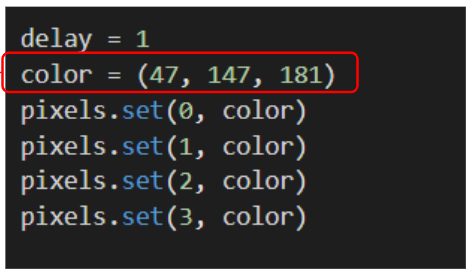 delay = 1
color = (47, 147, 181)
pixels.set(0, color)
pixels.set(1, color)
pixels.set(2, color)
pixels.set(3, color)